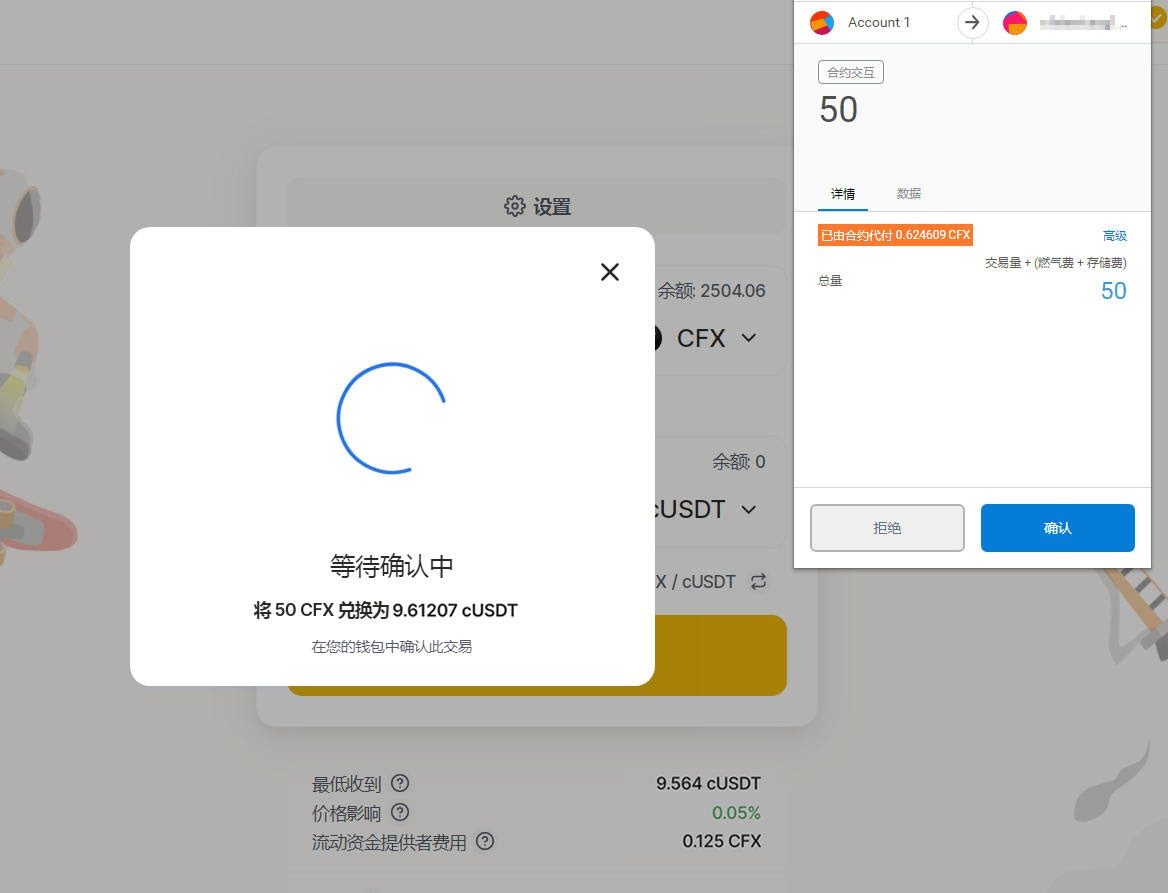 Account 1
..
合约交互
50
详情
数据
已由合约代付 0.624609 CFX
高级
交易量 + (燃气费 + 存储费)
总量
50
拒绝
确认
设置
余额: 2504.06
CFX
余额: 0
cUSDT
X / cUSDT
等待确认中
将 50 CFX 兑换为 9.61207 cUSDT
在您的钱包中确认此交易
最低收到
9.564 cUSDT
价格影响
0.05%
流动资金提供者费用
0.125 CFX